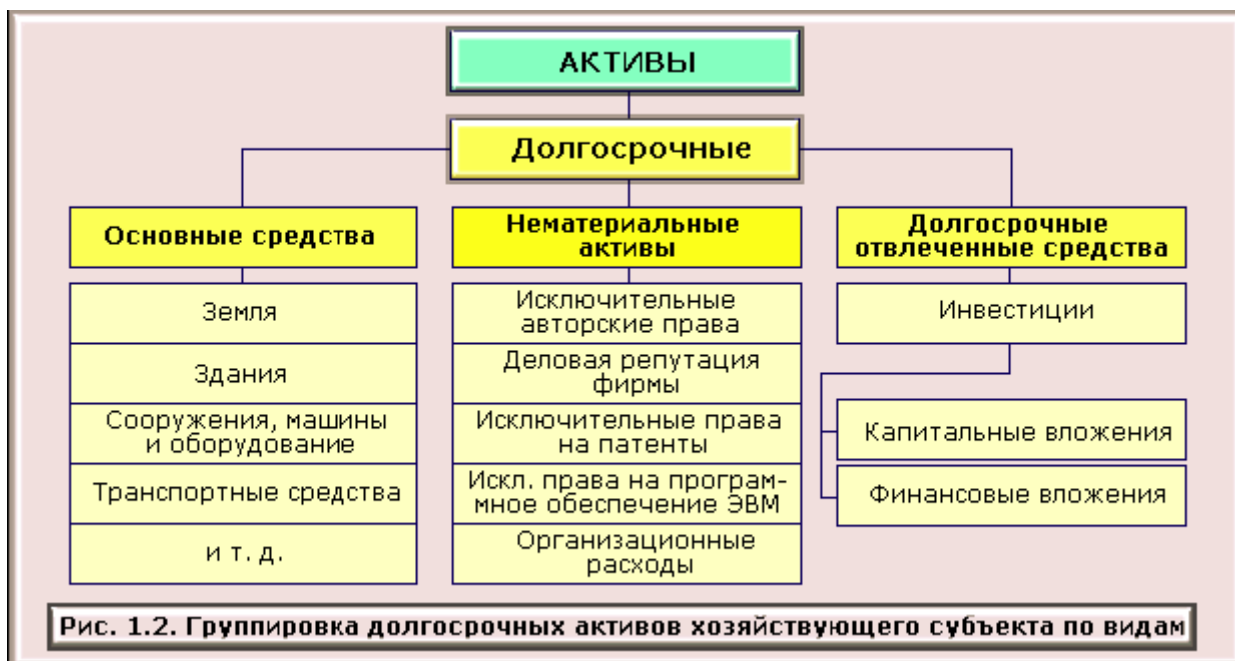 АКТИВЫ
Долгосрочные
Основные средства
Земля
Здания
Сооружения, машины
и оборудование
Транспортные средства
и т. д.
Нематериальные
активы
Исключительные
авторские права
Деловая репутация
фирмы
Исключительные права
на патенты
Искл. права на програм-
мное обеспечение ЭВМ
Организационные
расходы
Долгосрочные
отвлеченные средства
Инвестиции
Капитальные вложения
Финансовые вложения
Рис. 1.2. Группировка долгосрочных активов хозяйствующего субъекта по видам